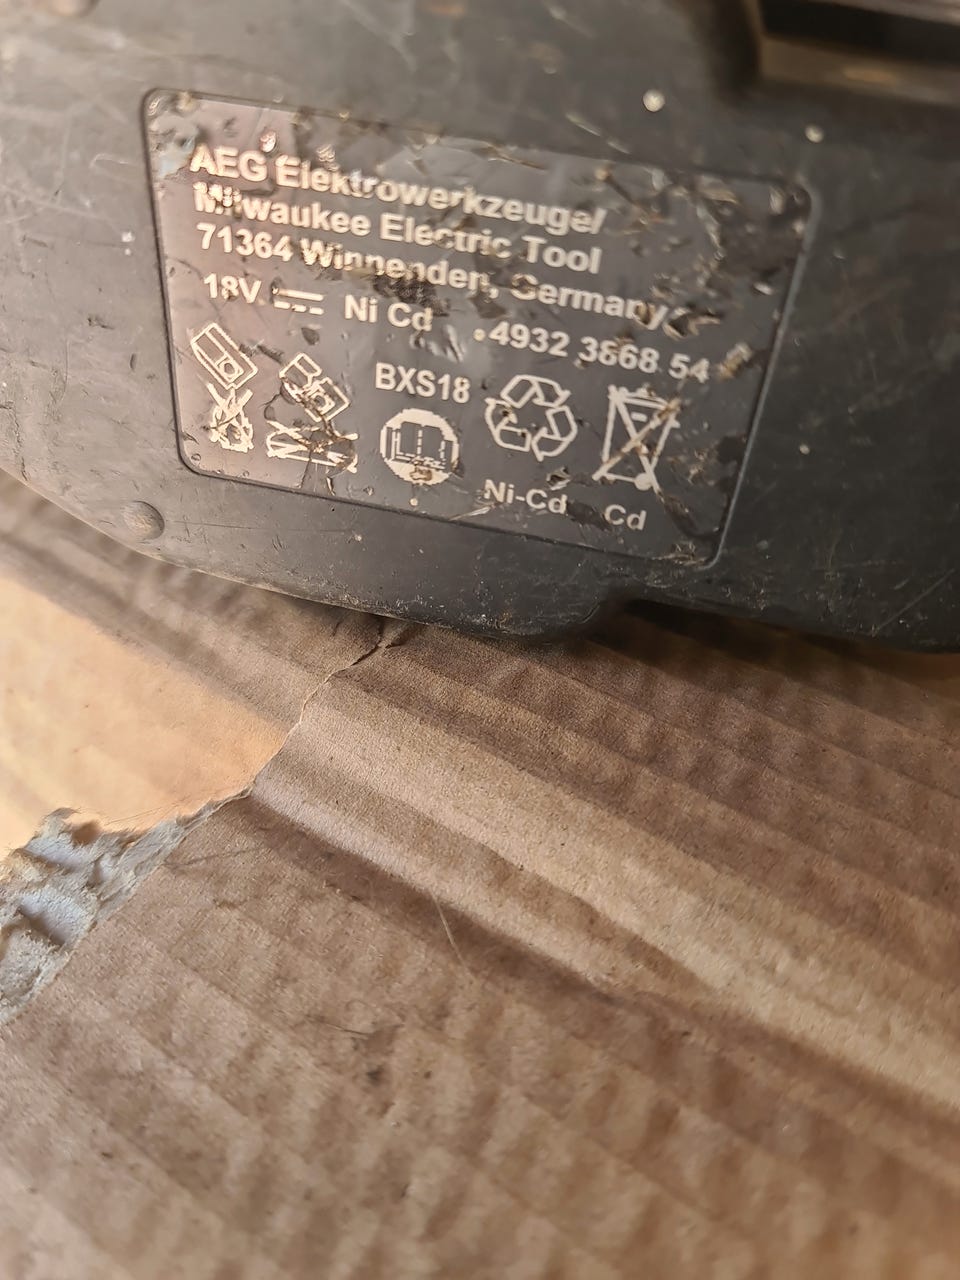 AEG Elektrowerkzeuge/
Milwaukee Electric Tool
71364 Winnenden, Germany
18V Ni Cd 4932 3868 54
BXS18
Ni-Cd Cd